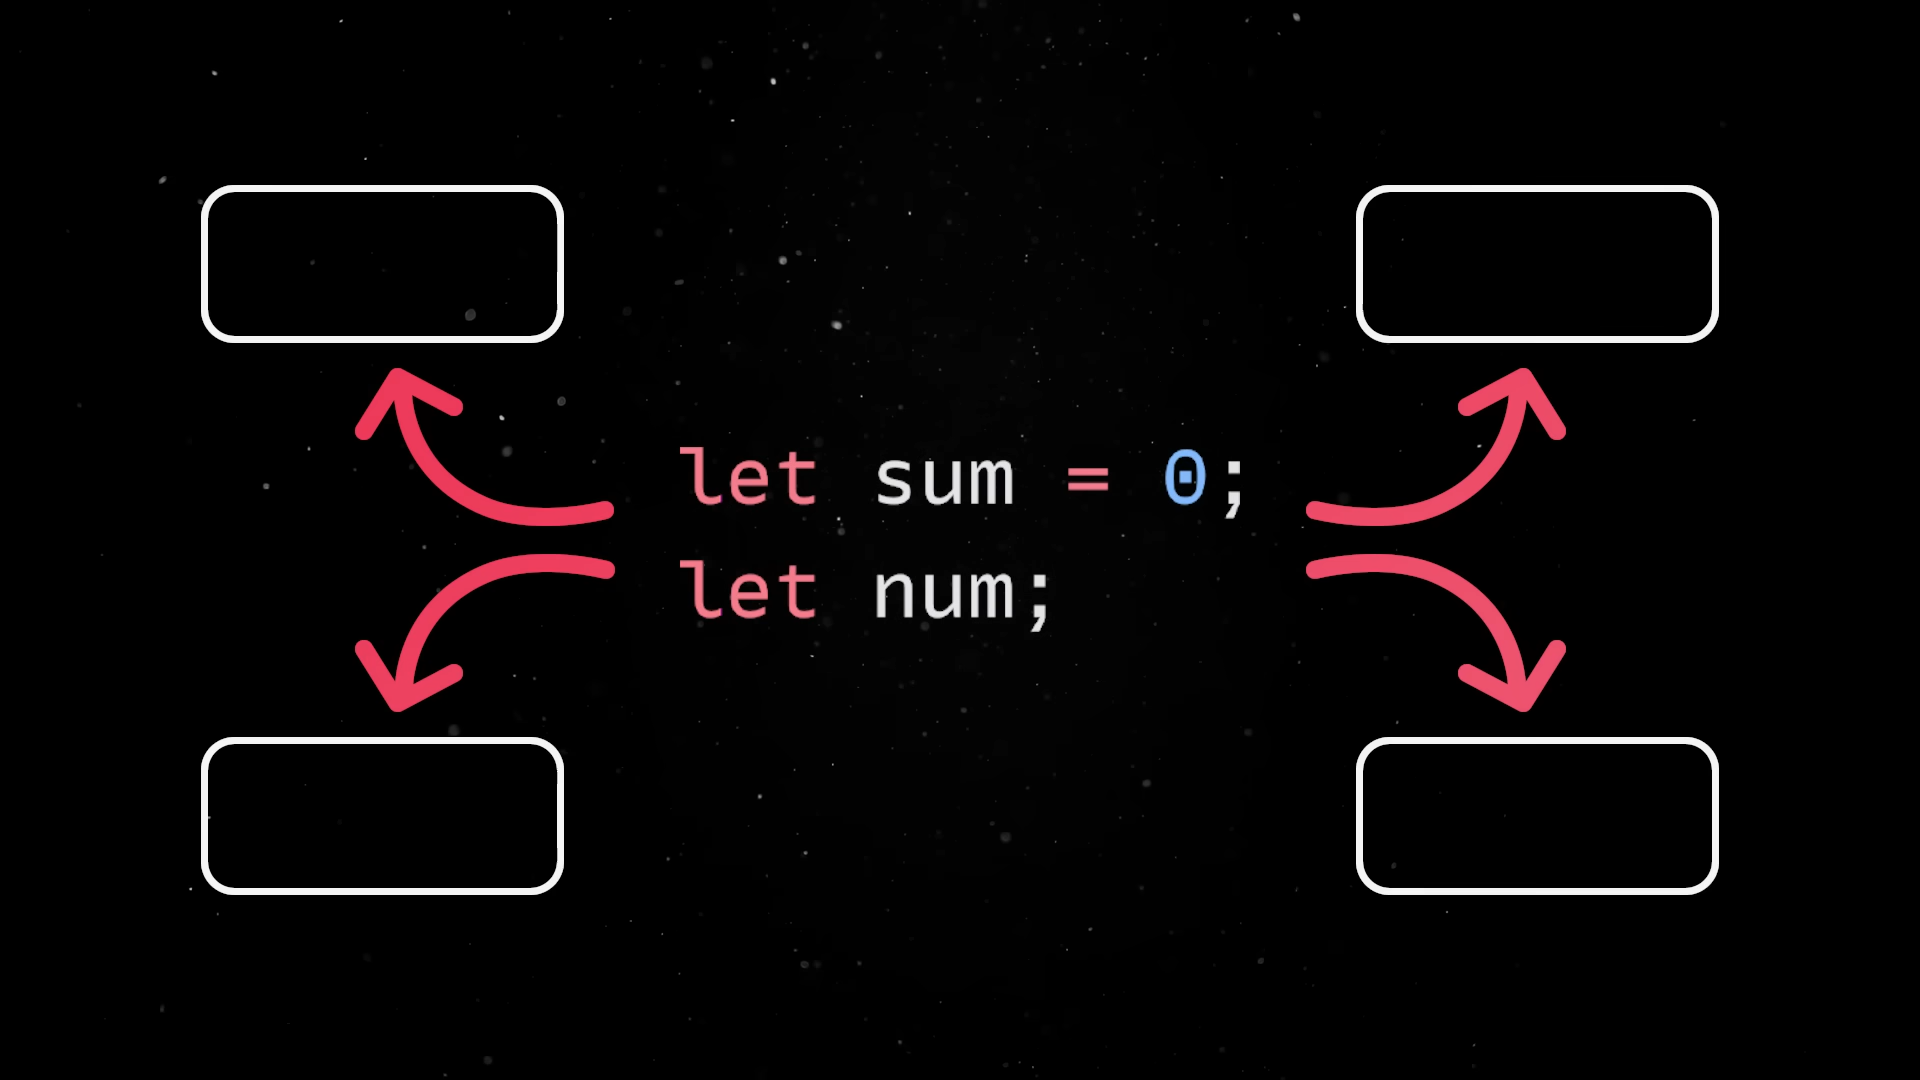 let sum = 0;
let num;